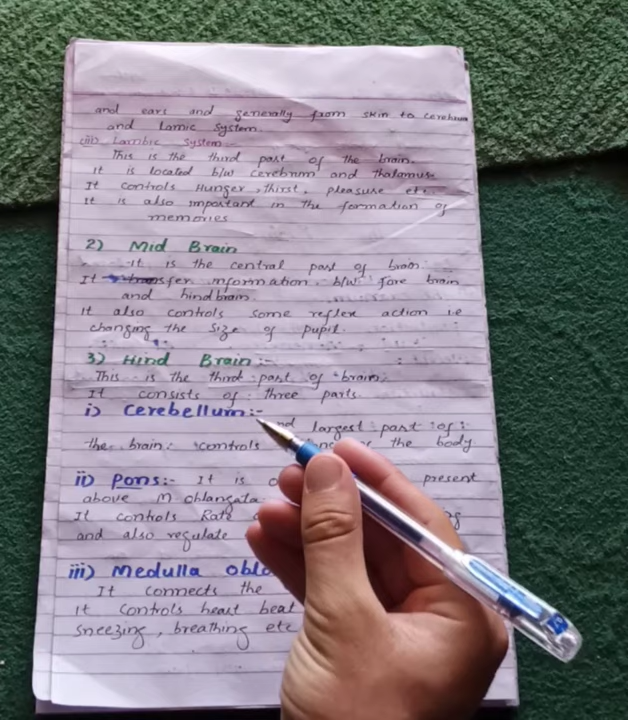 and ears and generally from skin to cerebrum
and Lamic System.
(iii) Lambic System:-
This is the third part of the brain.
It is located b/w cerebrum and thalamus.
It controls Hunger, thirst, pleasure etc.
It is also important in the formation of
memories
2) Mid Brain
It is the central part of brain.
It transfer information b/w fore brain
and hindbrain
It also controls some reflex action i.e
changing the size of pupil.
3) Hind Brain:-
This is the third part of brain.
It consists of three parts.
i) Cerebellum:-
nd largest part of
the brain. controls the body
ii) Pons:- It is present
above M oblangata
It controls Rate
and also regulate
iii) Medulla oblo
It connects the
It controls heart beat
sneezing, breathing etc